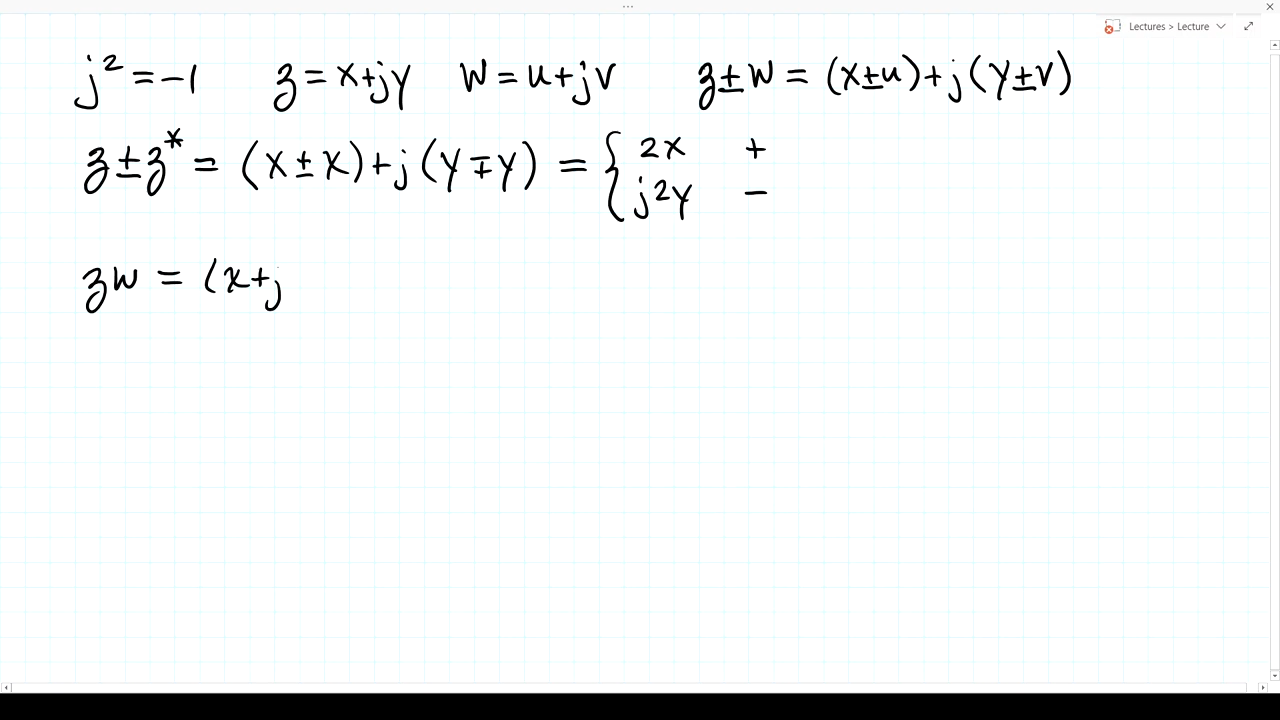 Lectures > Lecture
j² = −1 z = x+jy w = u+jv z±w = (x±u)+j(y±v)
z±z* = (x±x)+j(y∓y) = { 2x +
j2y −
zw = (x+j